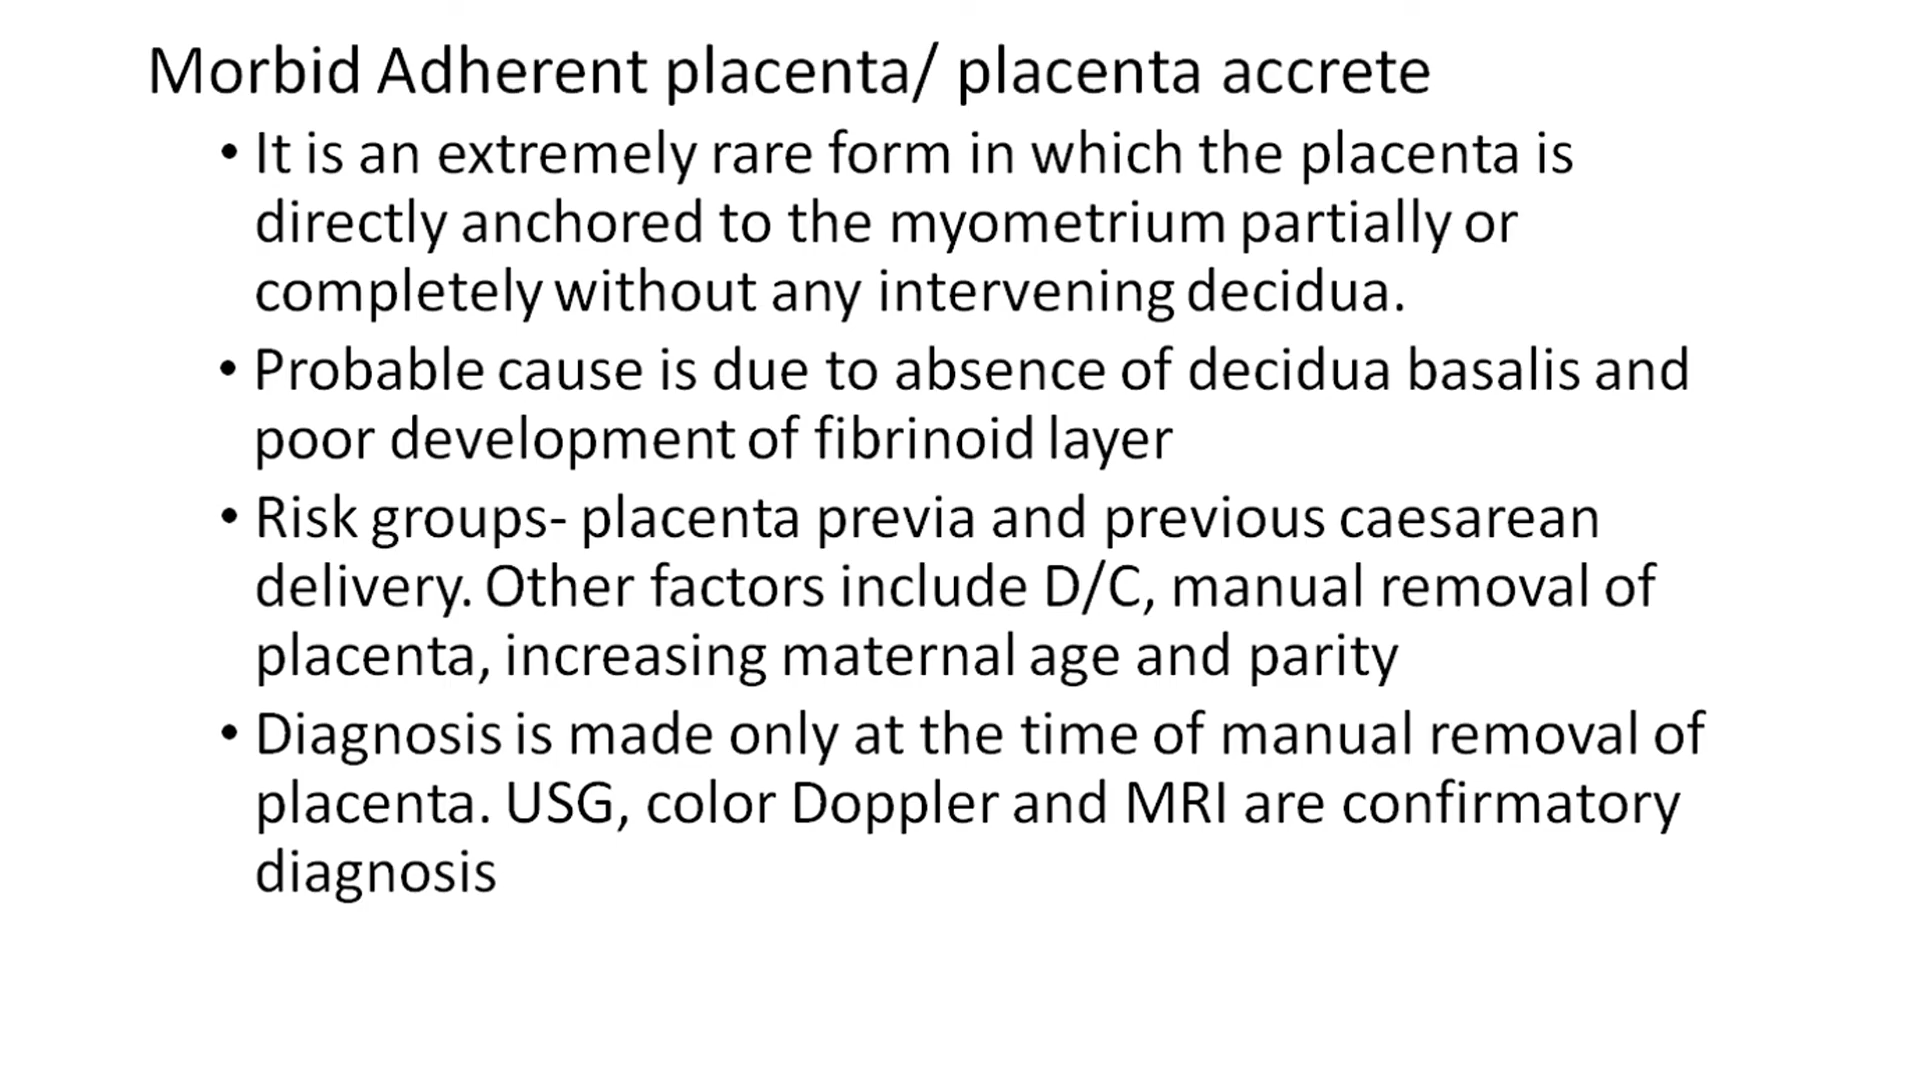 Morbid Adherent placenta/ placenta accrete
• It is an extremely rare form in which the placenta is
directly anchored to the myometrium partially or
completely without any intervening decidua.
• Probable cause is due to absence of decidua basalis and
poor development of fibrinoid layer
• Risk groups- placenta previa and previous caesarean
delivery. Other factors include D/C, manual removal of
placenta, increasing maternal age and parity
• Diagnosis is made only at the time of manual removal of
placenta. USG, color Doppler and MRI are confirmatory
diagnosis